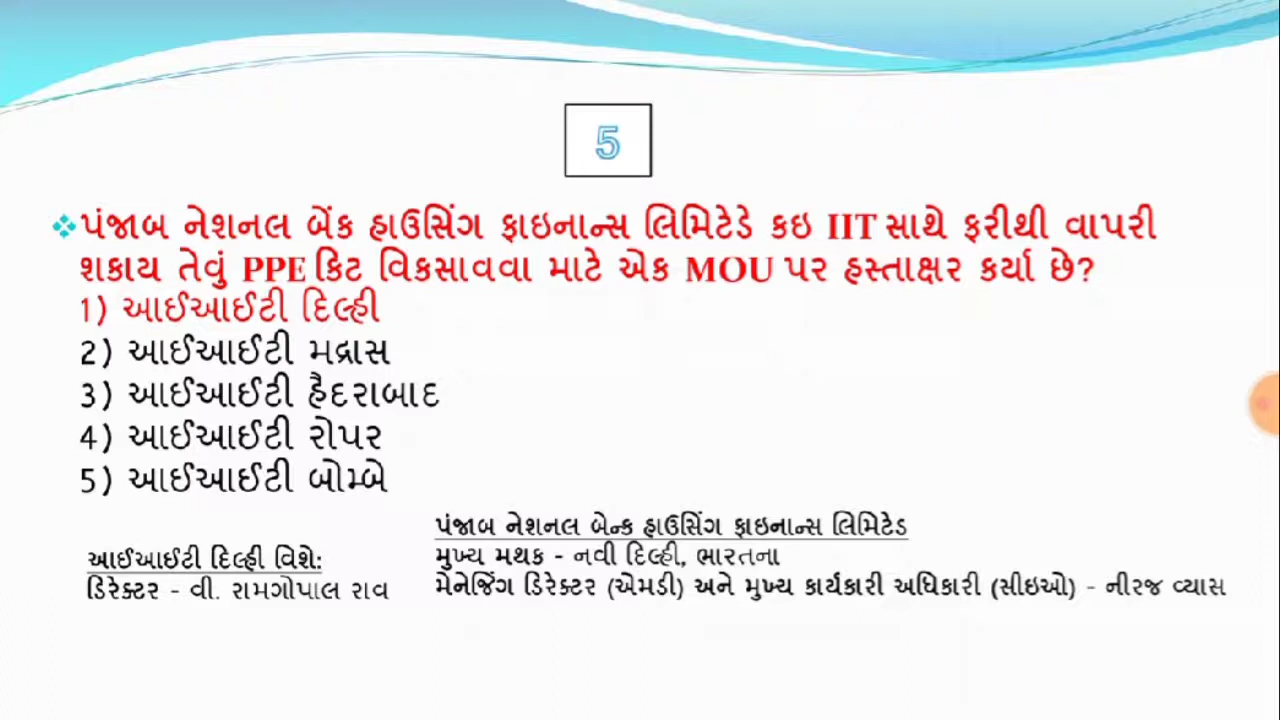 5
પંજાબ નેશનલ બેંક હાઉસિંગ ફાઇનાન્સ લિમિટેડે કઇ IIT સાથે ફરીથી વાપરી
શકાય તેવું PPE કિટ વિકસાવવા માટે એક MOU પર હસ્તાક્ષર કર્યા છે?
1) આઈઆઈટી દિલ્હી
2) આઈઆઈટી મદ્રાસ
3) આઈઆઈટી હૈદરાબાદ
4) આઈઆઈટી રોપર
5) આઈઆઈટી બોમ્બે
આઈઆઈટી દિલ્હી વિશે:
ડિરેક્ટર - વી. રામગોપાલ રાવ
પંજાબ નેશનલ બેન્ક હાઉસિંગ ફાઇનાન્સ લિમિટેડ
મુખ્ય મથક - નવી દિલ્હી, ભારતના
મેનેજિંગ ડિરેક્ટર (એમડી) અને મુખ્ય કાર્યકારી અધિકારી (સીઇઓ) - નીરજ વ્યાસ